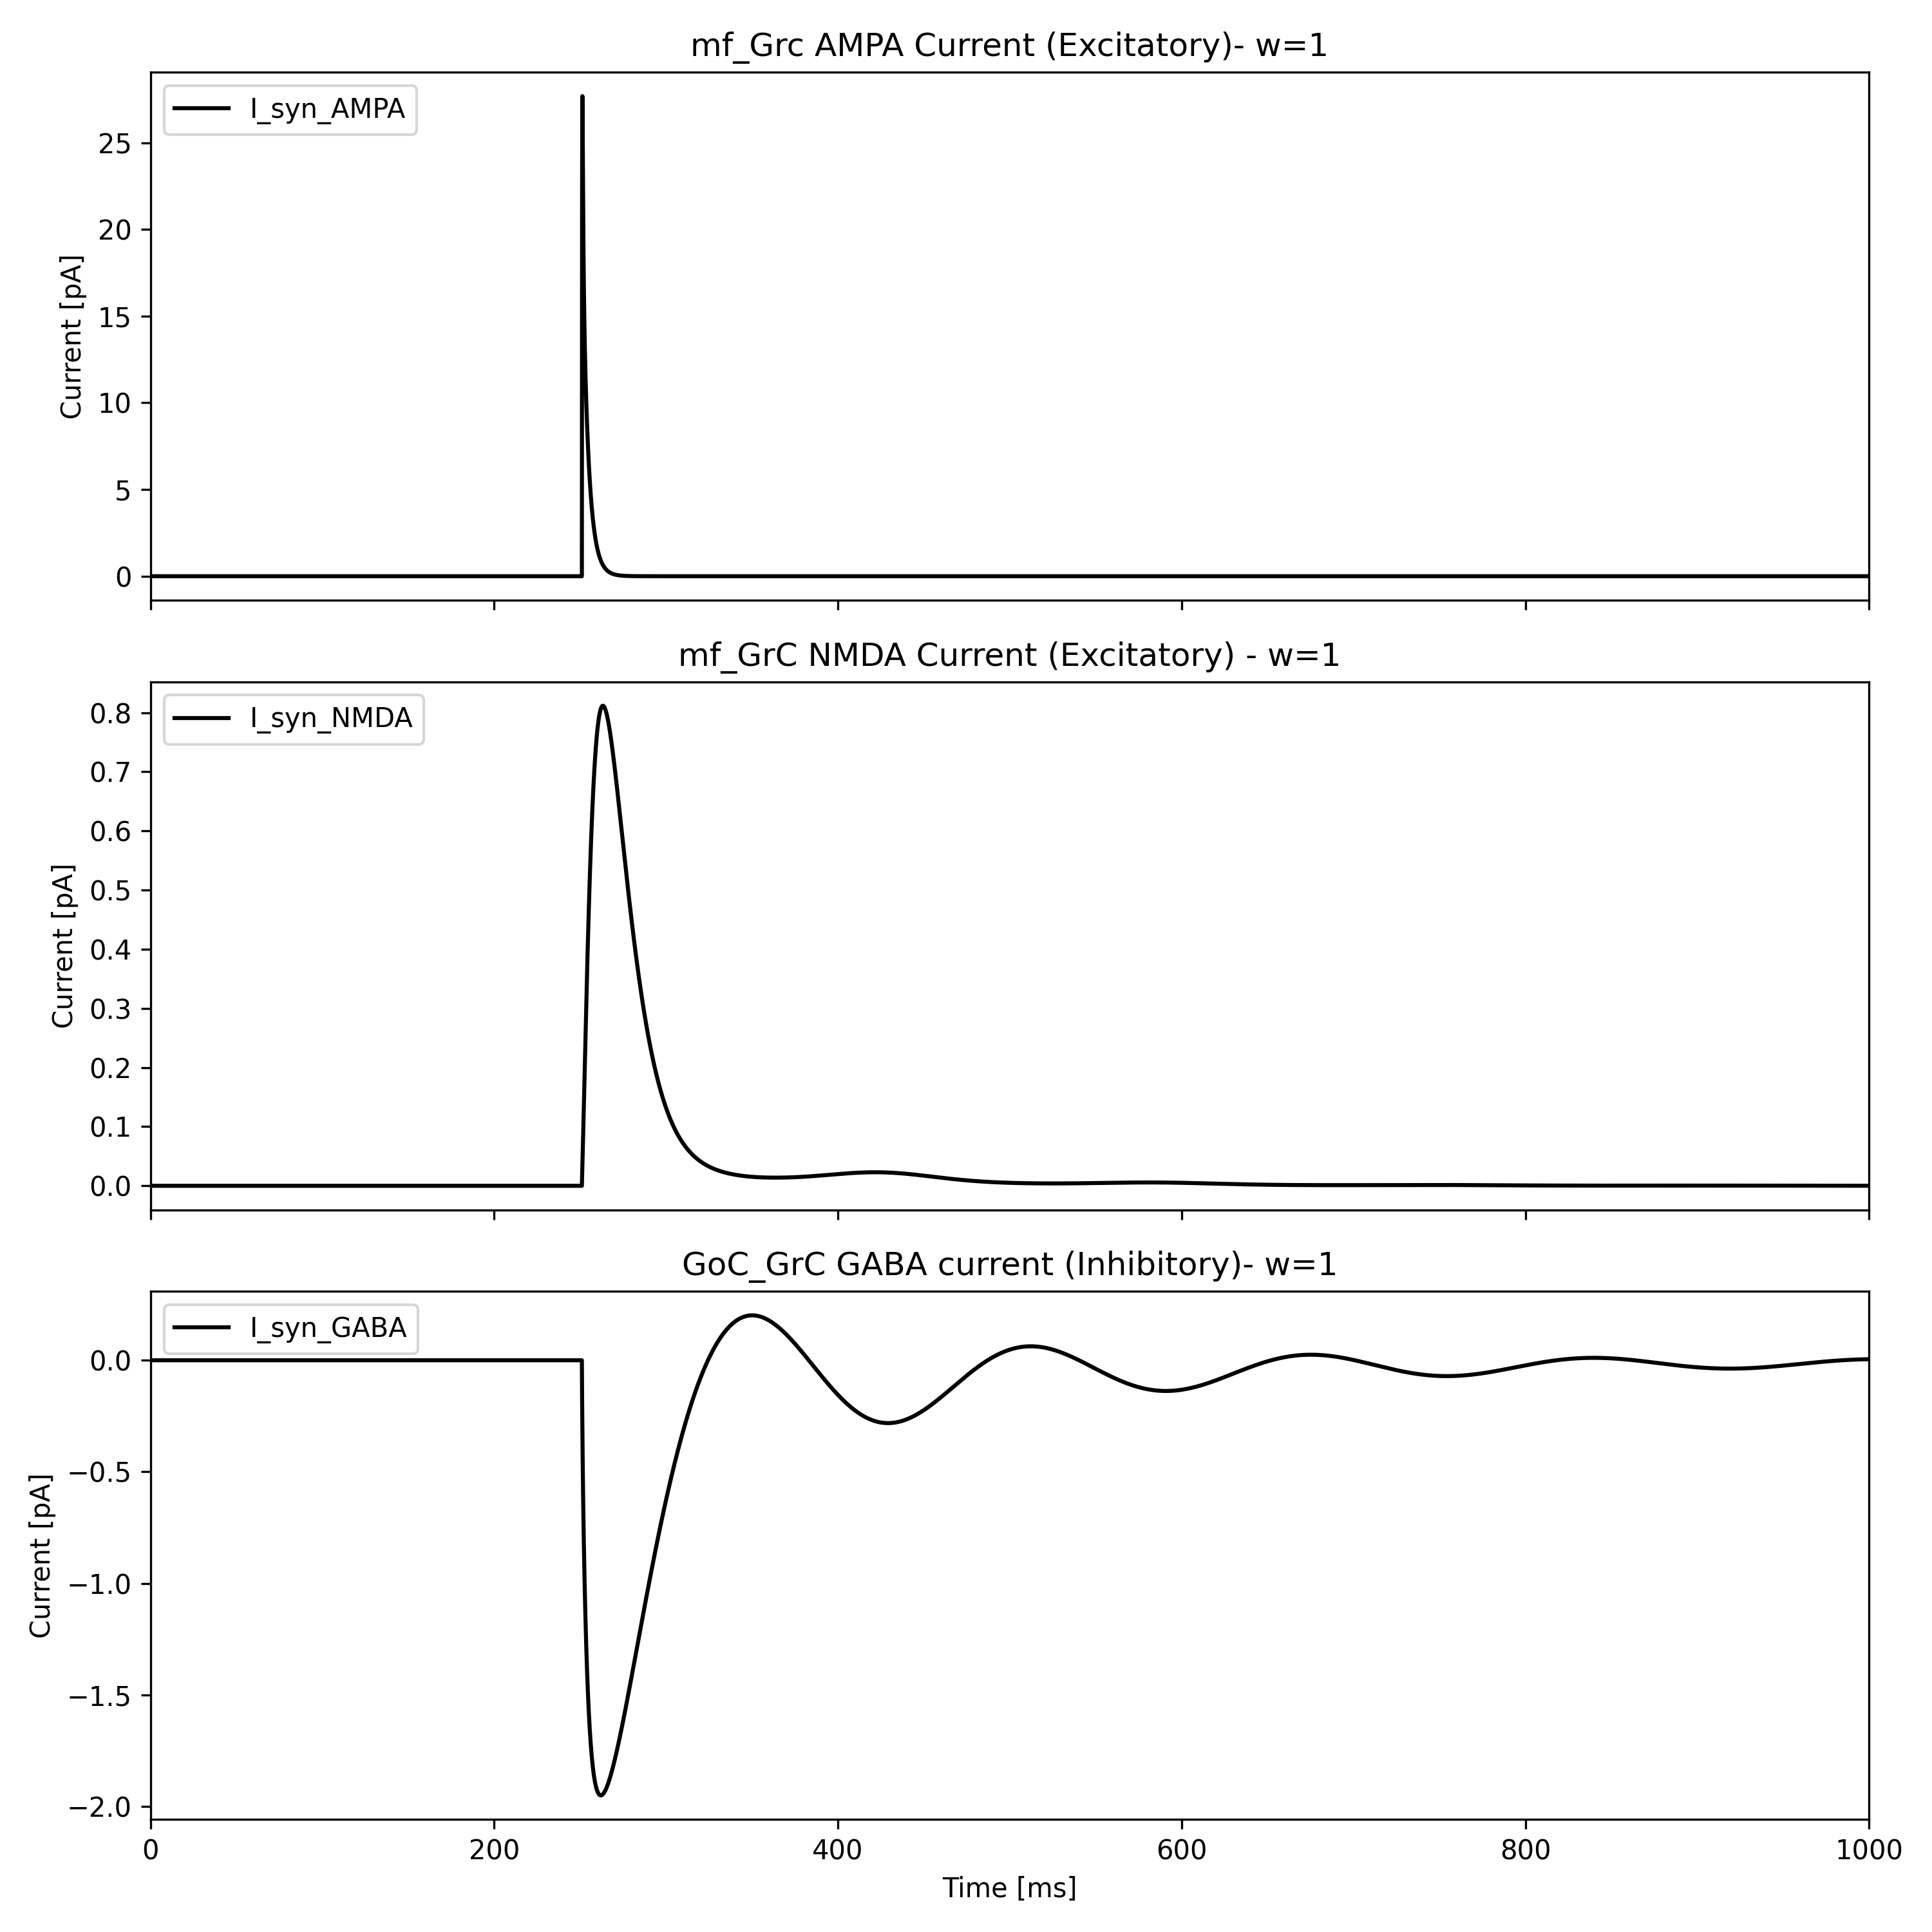 mf_Grc AMPA Current (Excitatory)- w=1
I_syn_AMPA
Current [pA]
25
20
15
10
5
0
mf_GrC NMDA Current (Excitatory) - w=1
I_syn_NMDA
Current [pA]
0.8
0.7
0.6
0.5
0.4
0.3
0.2
0.1
0.0
GoC_GrC GABA current (Inhibitory)- w=1
I_syn_GABA
Current [pA]
0.0
−0.5
−1.0
−1.5
−2.0
0 200 400 600 800 1000
Time [ms]